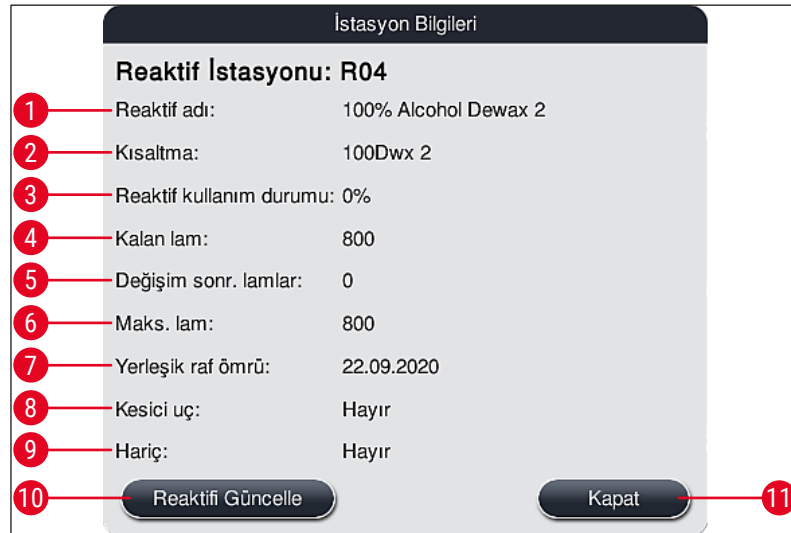 İstasyon Bilgileri
Reaktif İstasyonu: R04
1 Reaktif adı: 100% Alcohol Dewax 2
2 Kısaltma: 100Dwx 2
3 Reaktif kullanım durumu: 0%
4 Kalan lam: 800
5 Değişim sonr. lamlar: 0
6 Maks. lam: 800
7 Yerleşik raf ömrü: 22.09.2020
8 Kesici uç: Hayır
9 Hariç: Hayır
10 Reaktifi Güncelle Kapat 11